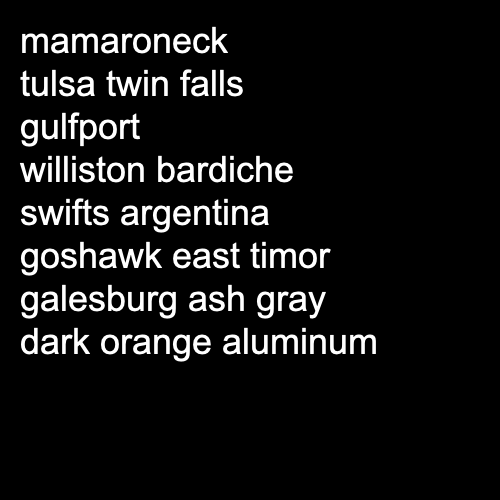 mamaroneck
tulsa twin falls
gulfport
williston bardiche
swifts argentina
goshawk east timor
galesburg ash gray
dark orange aluminum